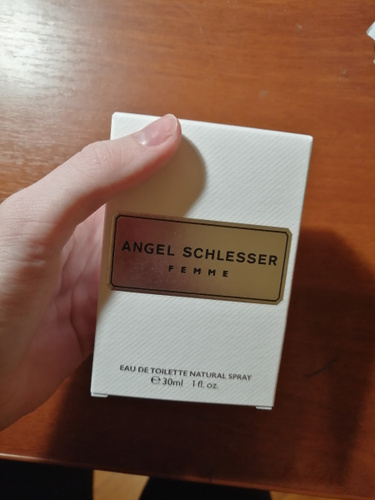 ANGEL SCHLESSER
FEMME
EAU DE TOILETTE NATURAL SPRAY
℮30ml 1 fl. oz.